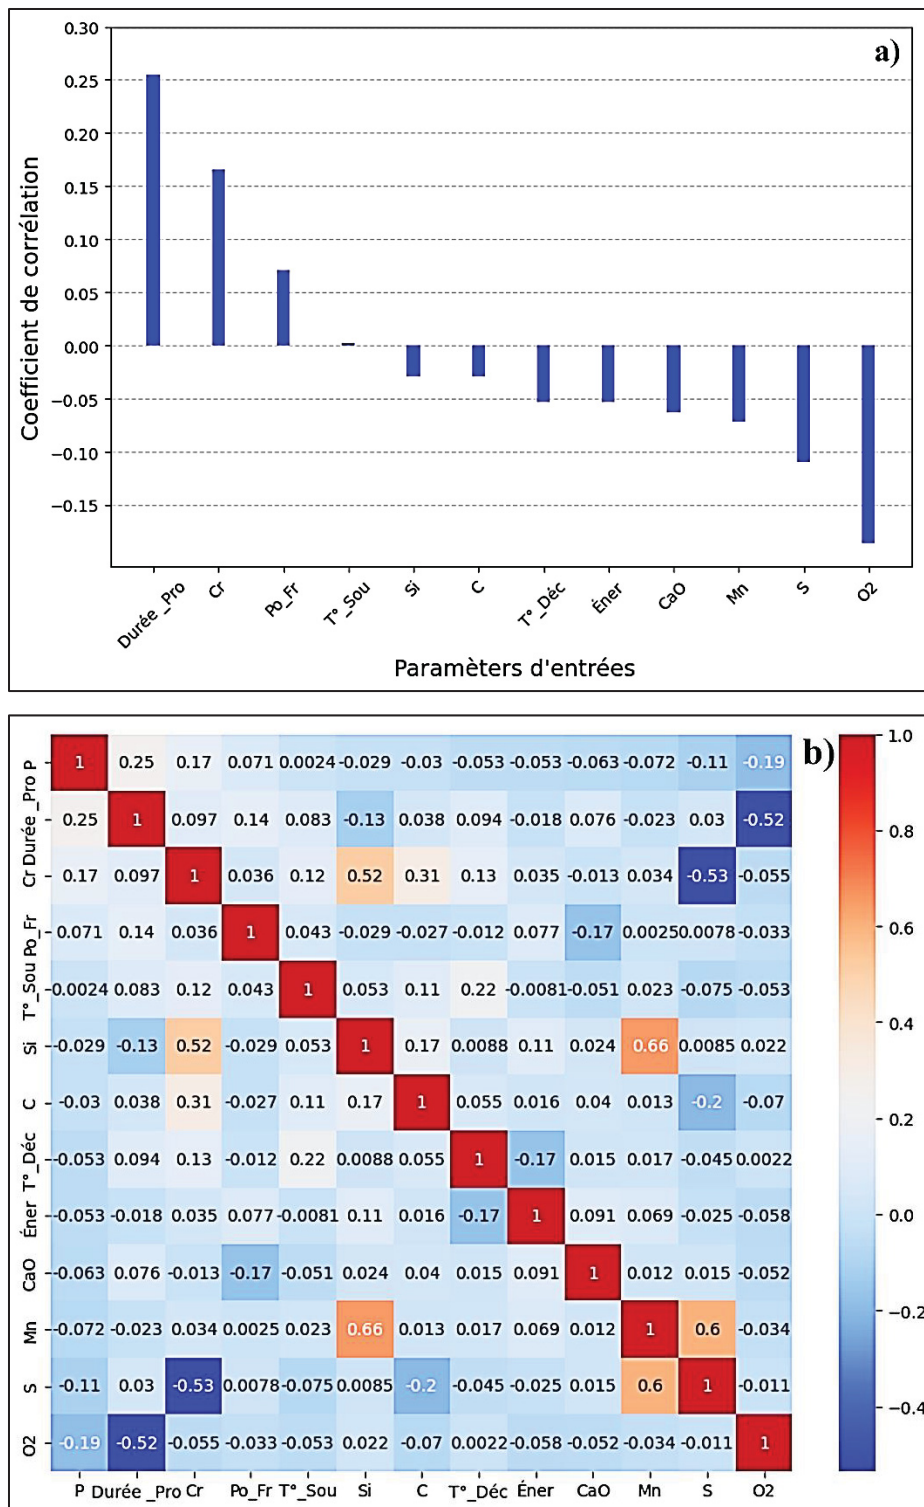 a)
Coefficient de corrélation
0.30
0.25
0.20
0.15
0.10
0.05
0.00
−0.05
−0.10
−0.15
Durée _Pro Cr Po_Fr T°_Sou Si C T°_Déc Éner CaO Mn S O2
Paramèters d'entrées
b)
P 1 0.25 0.17 0.071 0.0024 -0.029 -0.03 -0.053 -0.053 -0.063 -0.072 -0.11 -0.19
Durée _Pro 0.25 1 0.097 0.14 0.083 -0.13 0.038 0.094 -0.018 0.076 -0.023 0.03 -0.52
Cr 0.17 0.097 1 0.036 0.12 0.52 0.31 0.13 0.035 -0.013 0.034 -0.53 -0.055
Po_Fr 0.071 0.14 0.036 1 0.043 -0.029 -0.027 -0.012 0.077 -0.17 0.0025 0.0078 -0.033
T°_Sou 0.0024 0.083 0.12 0.043 1 0.053 0.11 0.22 -0.0081 -0.051 0.023 -0.075 -0.053
Si -0.029 -0.13 0.52 -0.029 0.053 1 0.17 0.0088 0.11 0.024 0.66 0.0085 0.022
C -0.03 0.038 0.31 -0.027 0.11 0.17 1 0.055 0.016 0.04 0.013 -0.2 -0.07
T°_Déc -0.053 0.094 0.13 -0.012 0.22 0.0088 0.055 1 -0.17 0.015 0.017 -0.045 0.0022
Éner -0.053 -0.018 0.035 0.077 -0.0081 0.11 0.016 -0.17 1 0.091 0.069 -0.025 -0.058
CaO -0.063 0.076 -0.013 -0.17 -0.051 0.024 0.04 0.015 0.091 1 0.012 0.015 -0.052
Mn -0.072 -0.023 0.034 0.0025 0.023 0.66 0.013 0.017 0.069 0.012 1 0.6 -0.034
S -0.11 0.03 -0.53 0.0078 -0.075 0.0085 -0.2 -0.045 -0.025 0.015 0.6 1 -0.011
O2 -0.19 -0.52 -0.055 -0.033 -0.053 0.022 -0.07 0.0022 -0.058 -0.052 -0.034 -0.011 1
P Durée _Pro Cr Po_Fr T°_Sou Si C T°_Déc Éner CaO Mn S O2
1.0
0.8
0.6
0.4
0.2
0.0
−0.2
−0.4